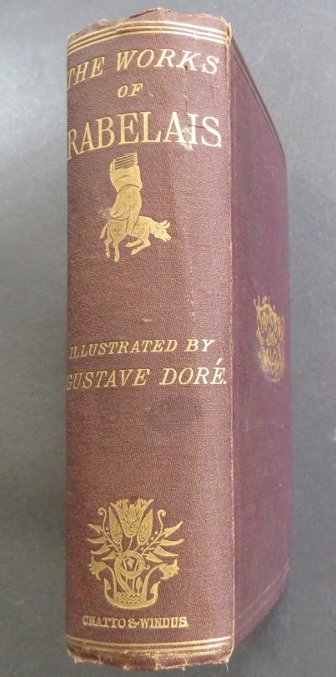 THE WORKS
OF
RABELAIS
ILLUSTRATED BY
GUSTAVE DORÉ.
CHATTO & WINDUS.